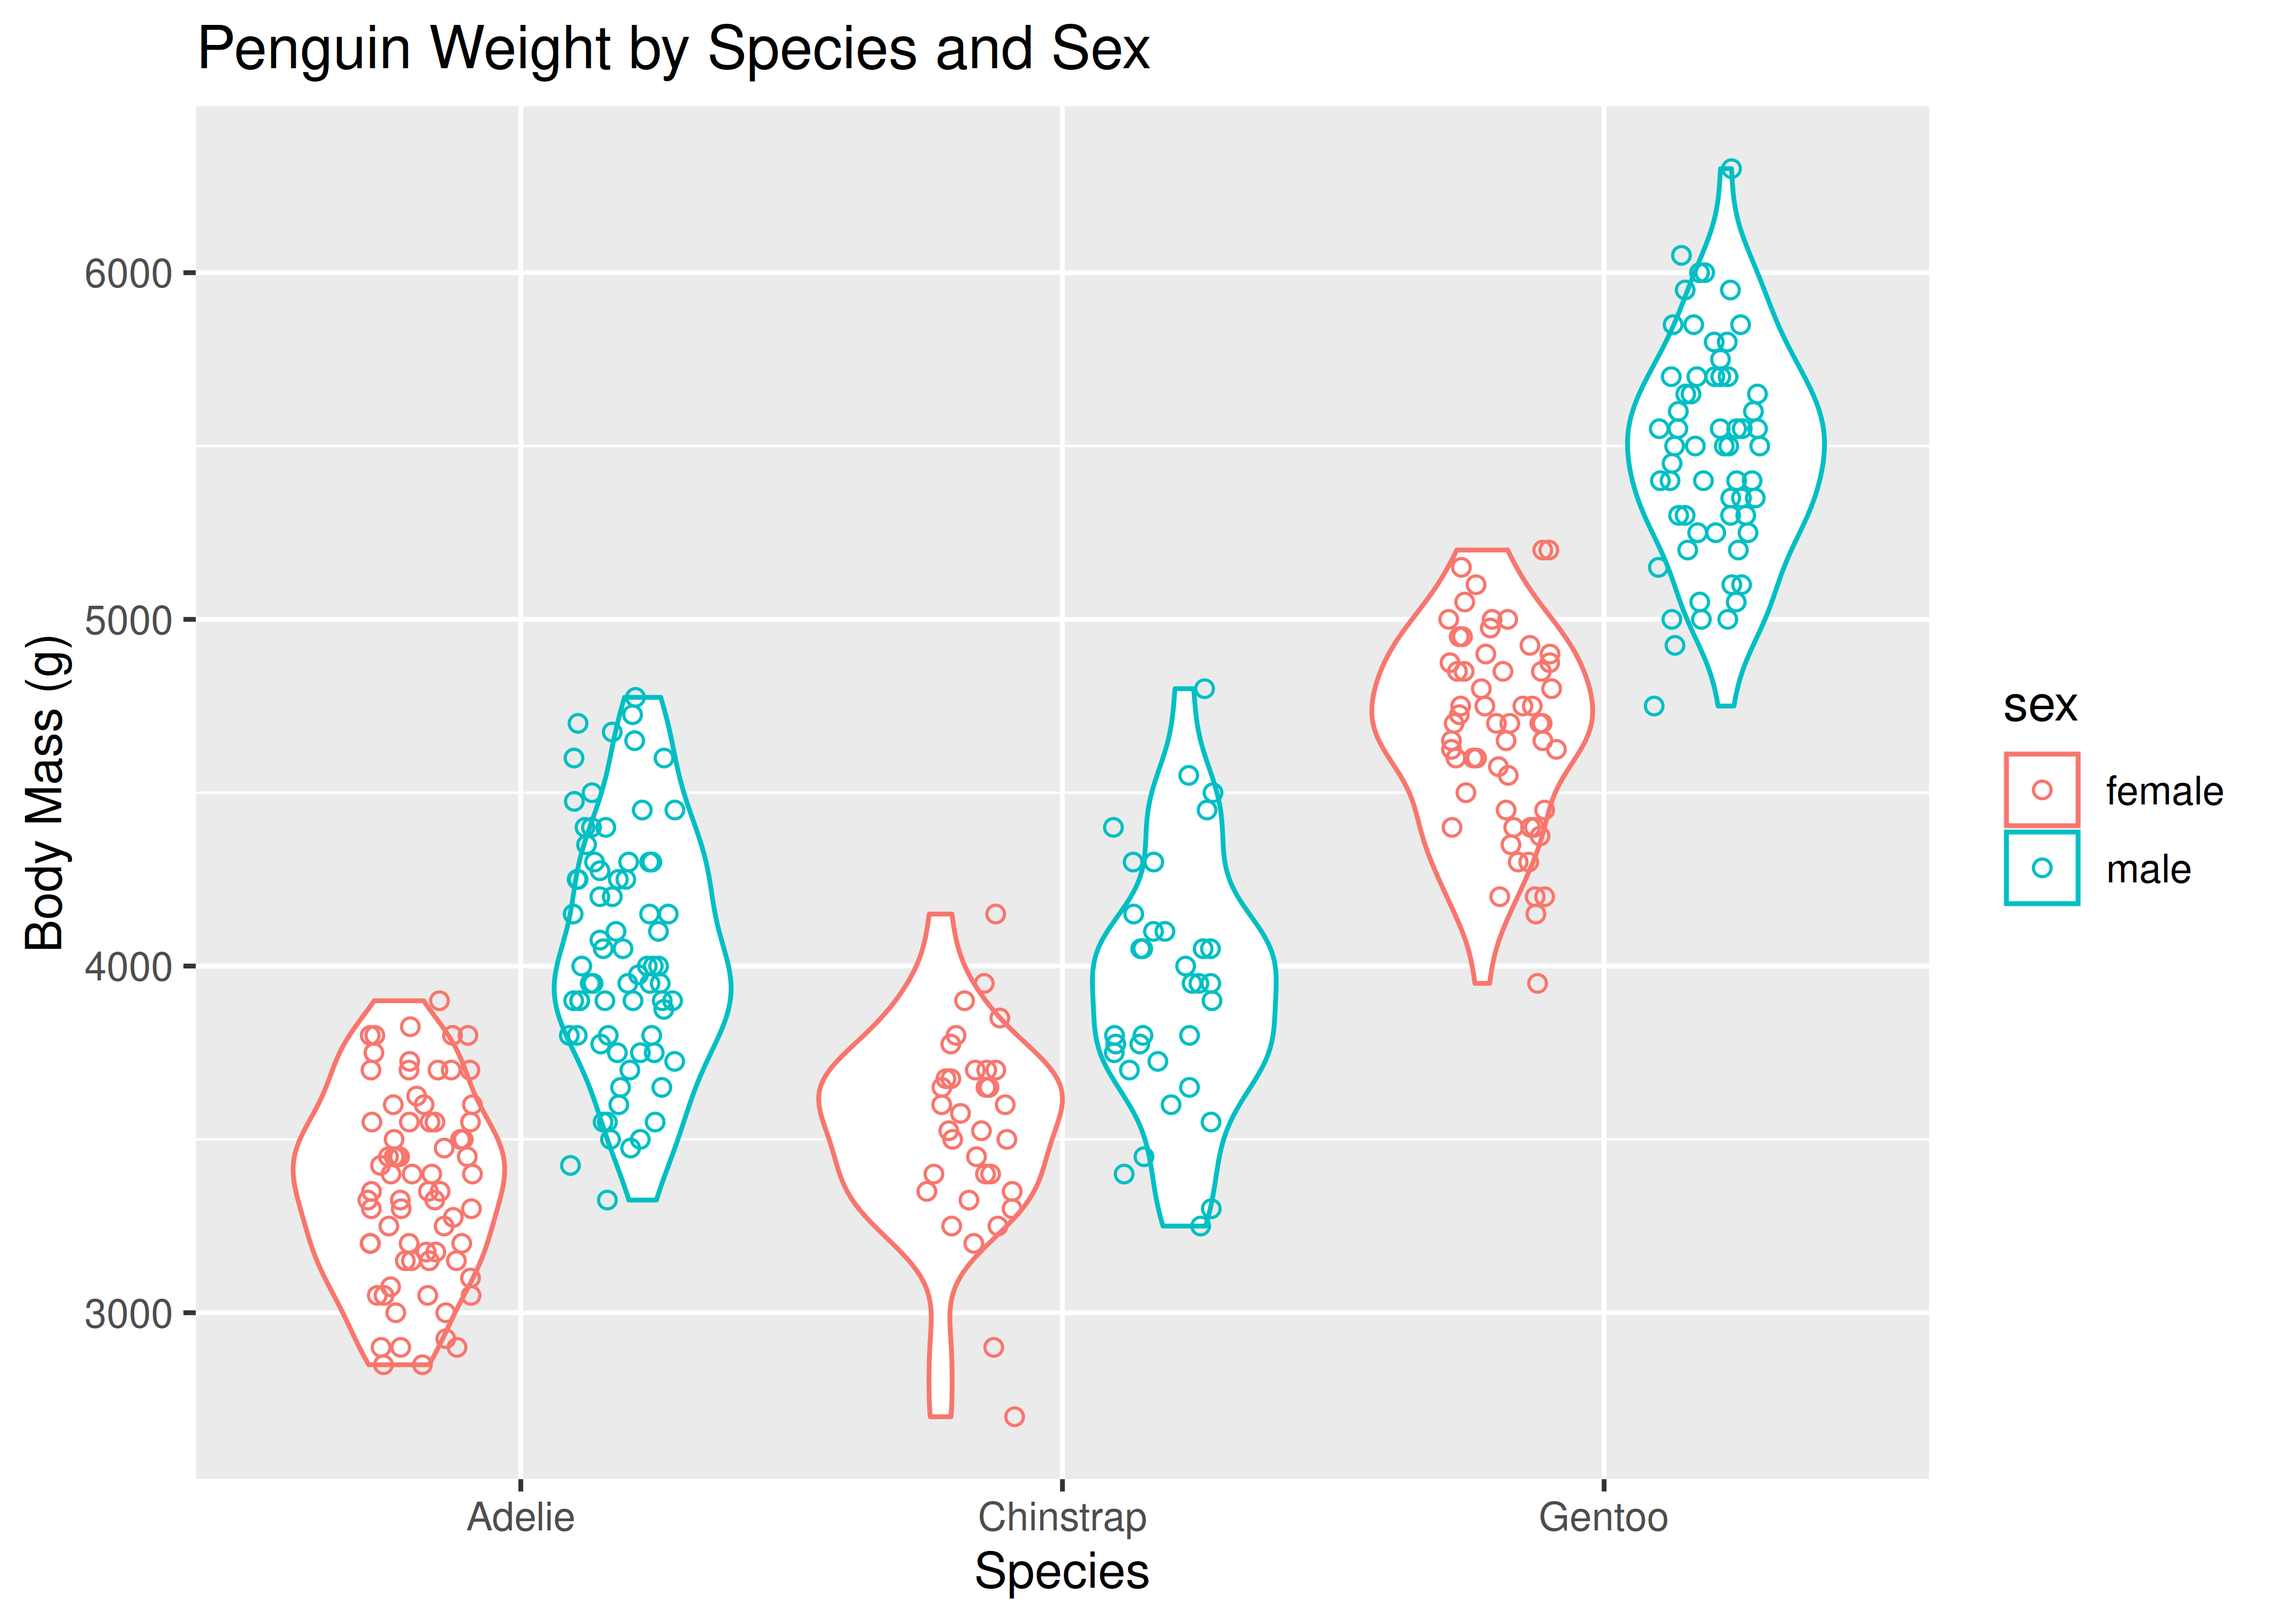 Penguin Weight by Species and Sex
Body Mass (g)
6000
5000
4000
3000
Adelie
Chinstrap
Gentoo
Species
sex
female
male